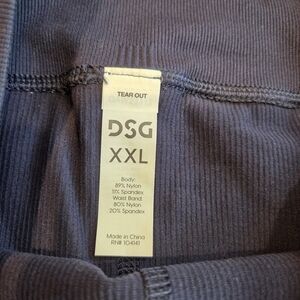 TEAR OUT
DSG
XXL
Body:
89% Nylon
11% Spandex
Waist Band:
80% Nylon
20% Spandex
Made in China
RN# 104141